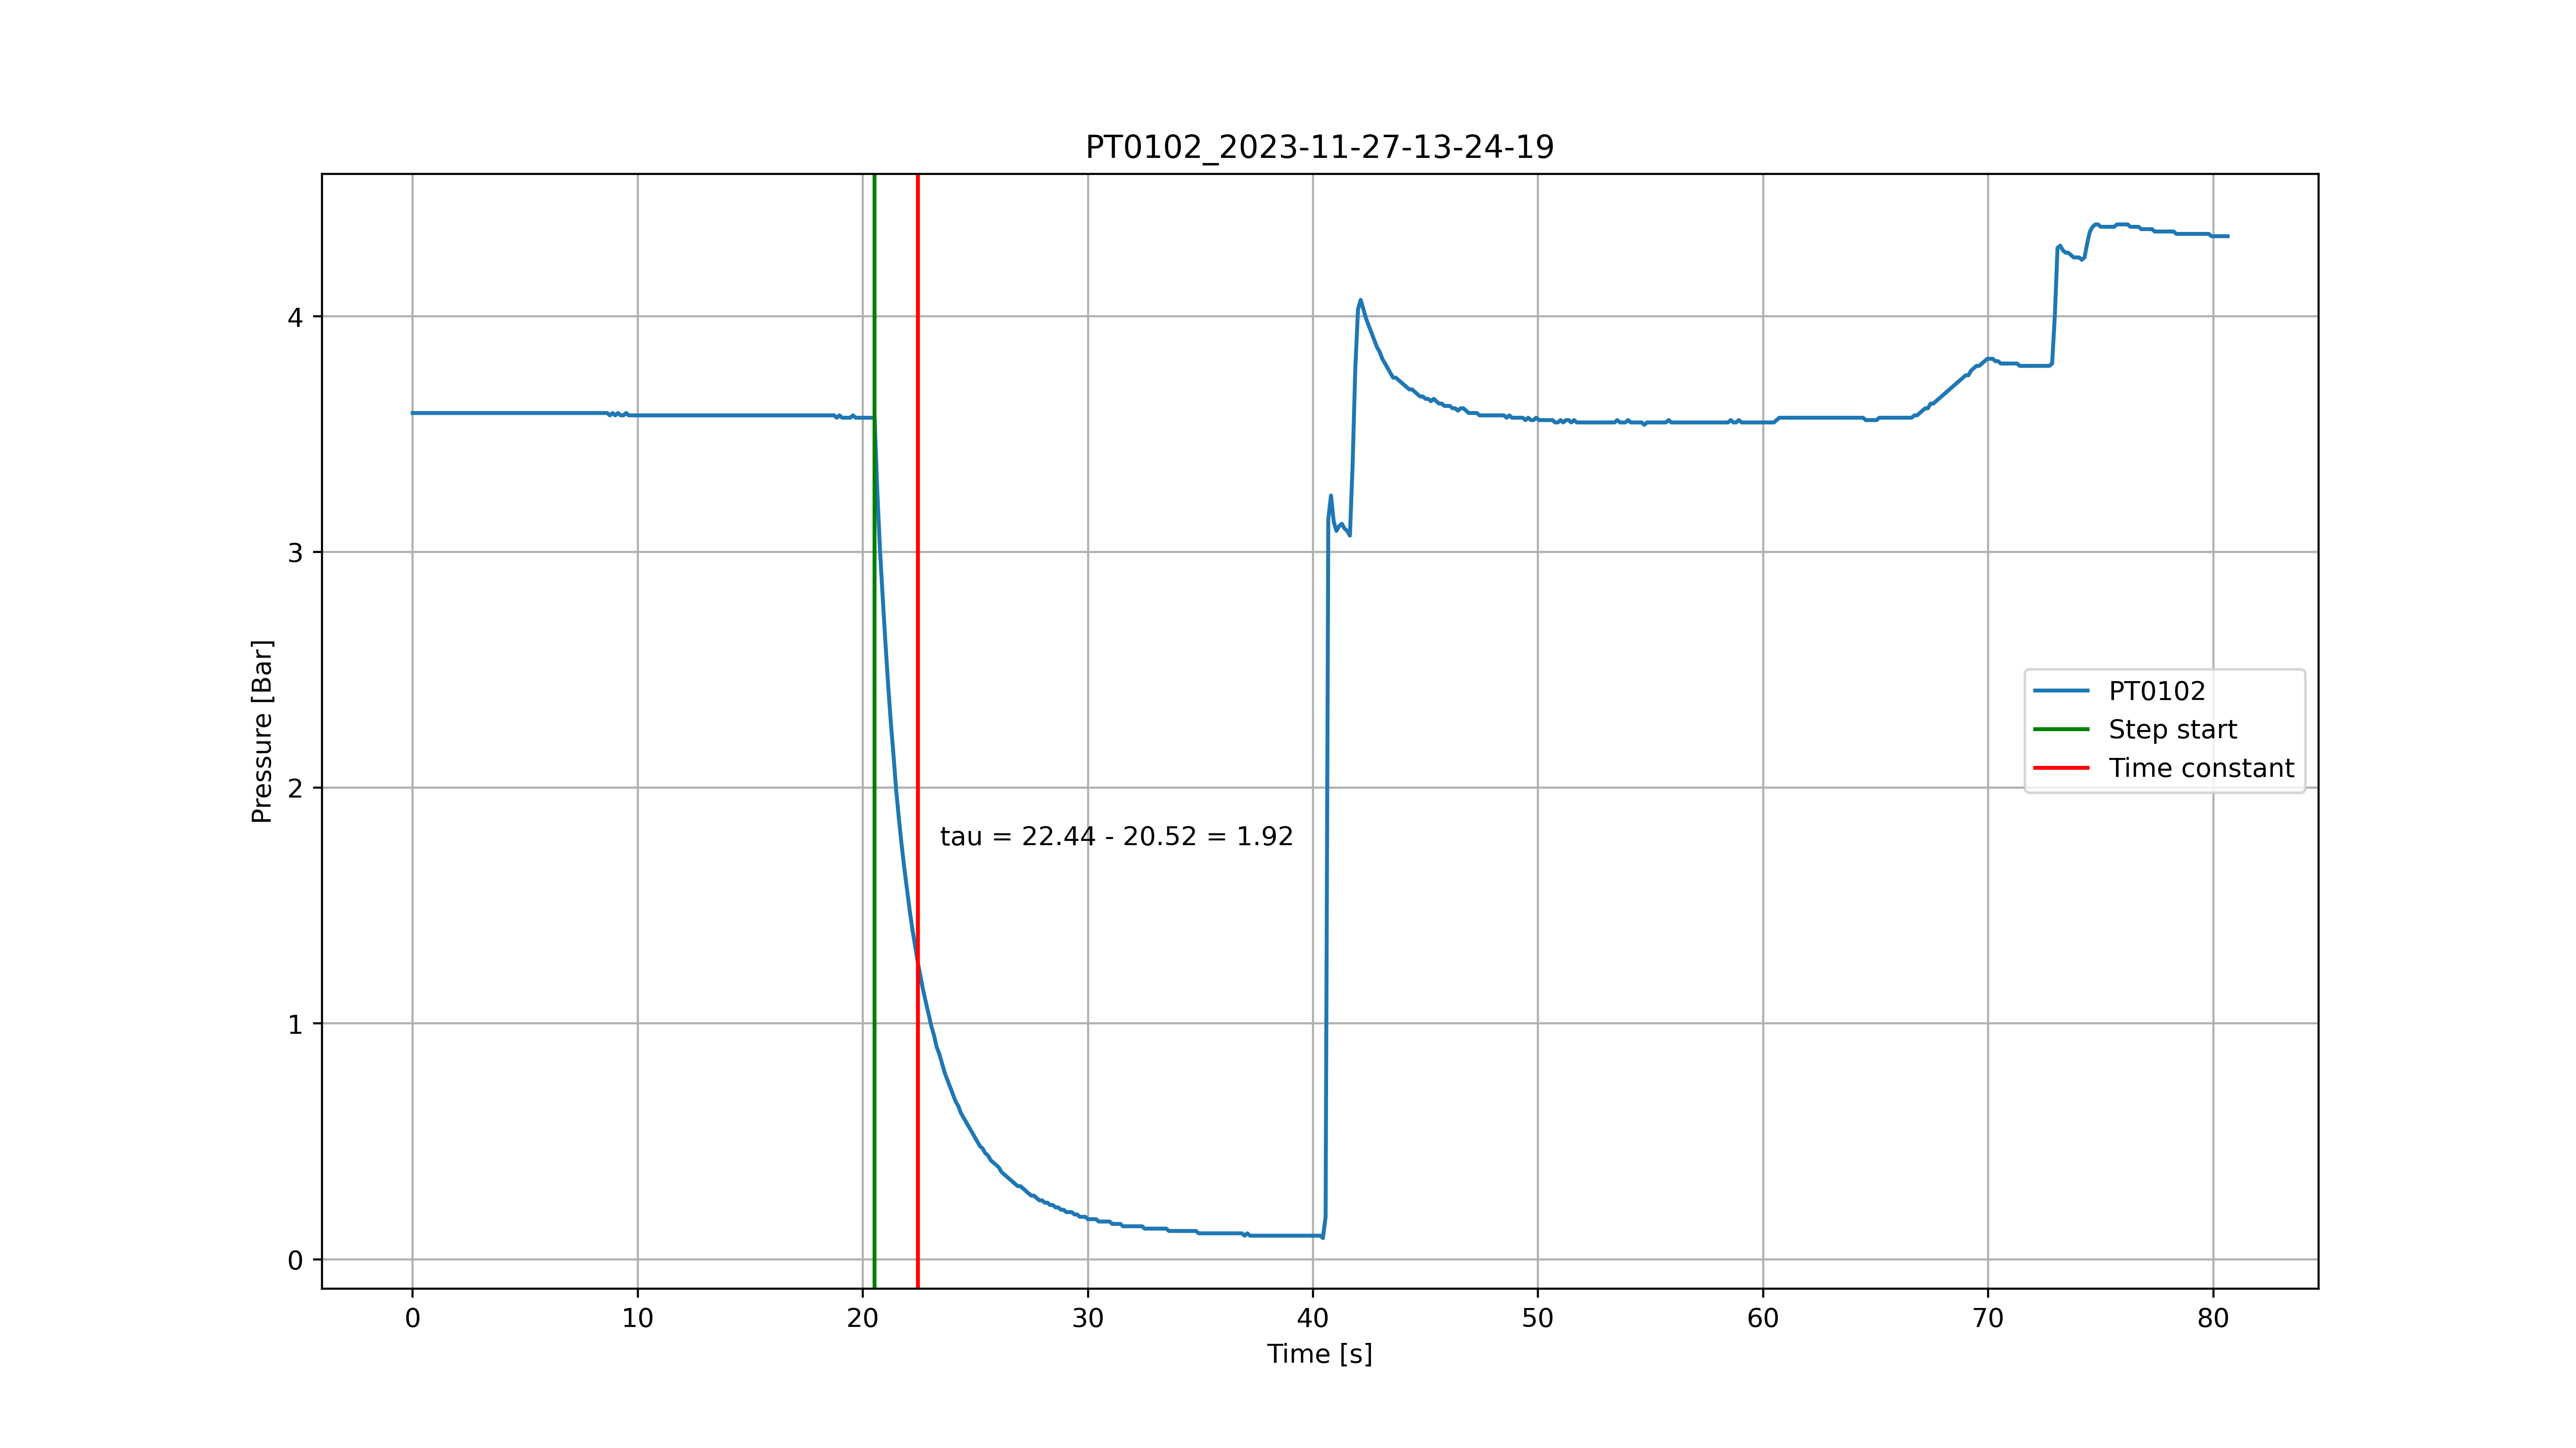 PT0102_2023-11-27-13-24-19
Pressure [Bar]
4
3
2
1
0
tau = 22.44 - 20.52 = 1.92
PT0102
Step start
Time constant
0 10 20 30 40 50 60 70 80
Time [s]